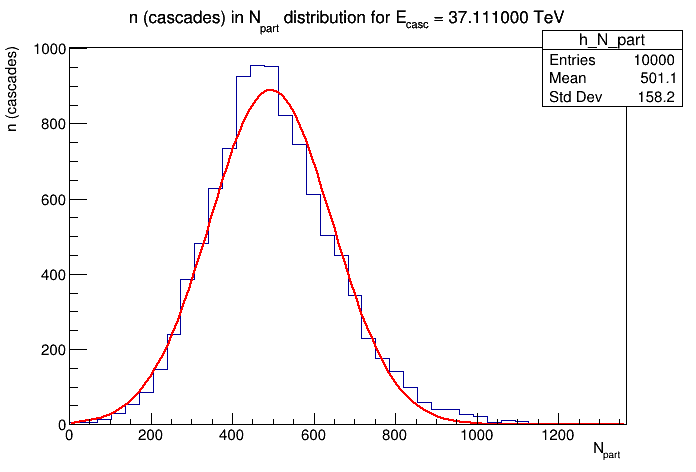 n (cascades) in N_part distribution for E_casc = 37.111000 TeV
h_N_part
Entries 10000
Mean 501.1
Std Dev 158.2
n (cascades)
1000
800
600
400
200
0
0 200 400 600 800 1000 1200
N_part